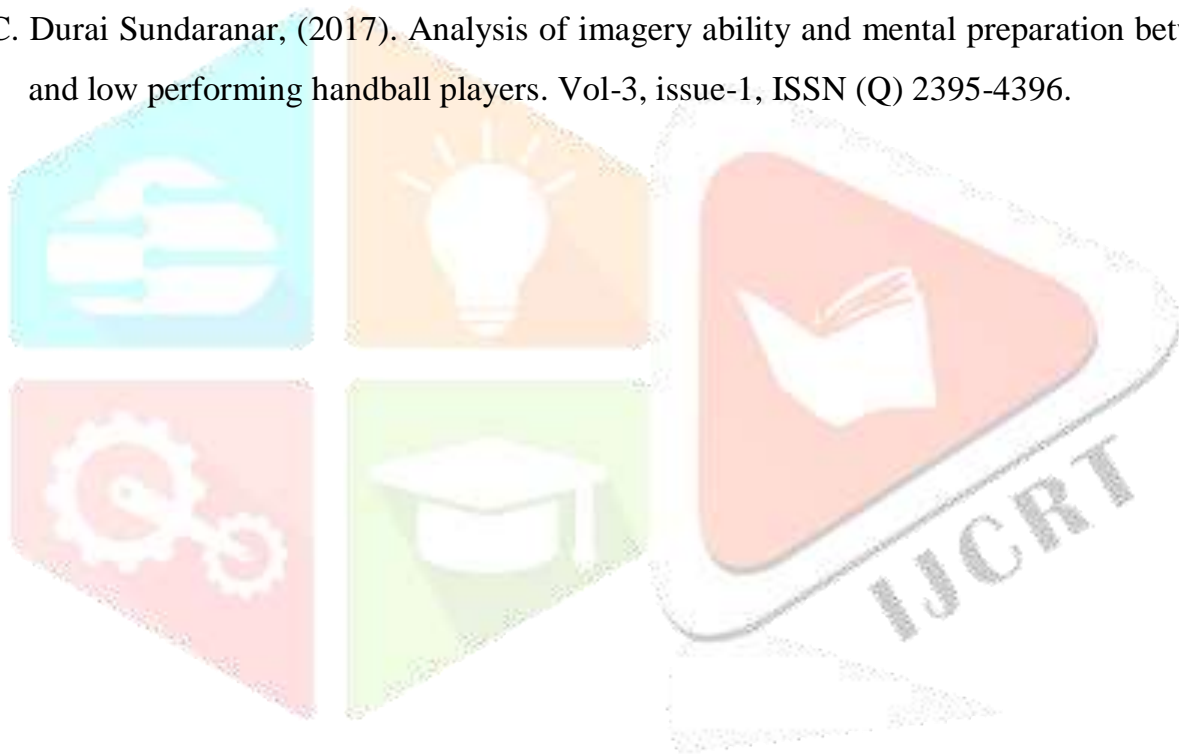 C. Durai Sundaranar, (2017). Analysis of imagery ability and mental preparation
and low performing handball players. Vol-3, issue-1, ISSN (Q) 2395-4396.
IJCRT